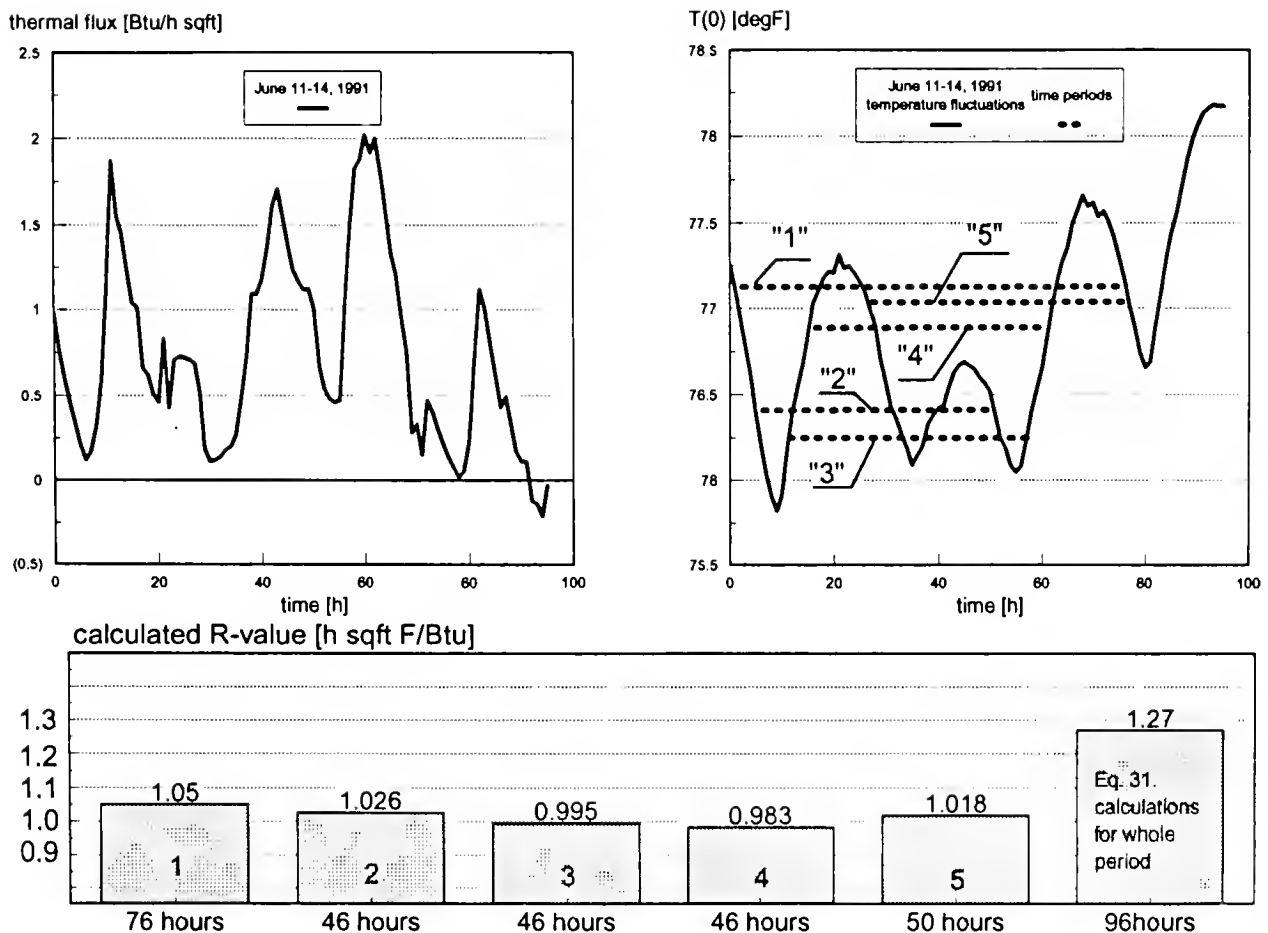 thermal flux [Btu/h sqft]
2.5
2
1.5
1
0.5
0
(0.5)
June 11-14, 1991
0 20 40 60 80 100
time [h]
T(0) [degF]
78.5
78
77.5
77
76.5
78
75.5
June 11-14, 1991
temperature fluctuations
time periods
"1"
"5"
"4"
"2"
"3"
0 20 40 60 80 100
time [h]
calculated R-value [h sqft F/Btu]
1.3
1.2
1.1
1.0
0.9
1.05
1.026
0.995
0.983
1.018
1.27
1
2
3
4
5
Eq. 31.
calculations
for whole
period
76 hours
46 hours
46 hours
46 hours
50 hours
96hours